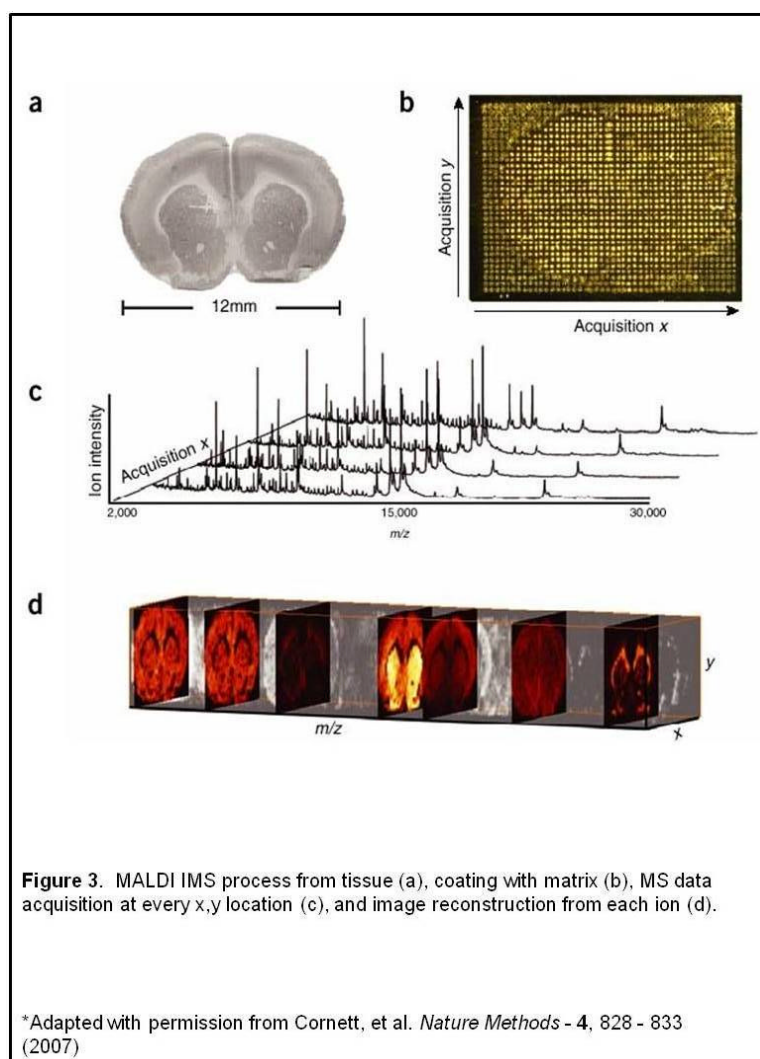 a
b
Acquisition y
12mm
Acquisition x
c
Ion intensity
Acquisition x
2,000
15,000
30,000
m/z
d
y
m/z
x
Figure 3. MALDI IMS process from tissue (a), coating with matrix (b), MS data
acquisition at every x,y location (c), and image reconstruction from each ion (d).
*Adapted with permission from Cornett, et al. Nature Methods - 4, 828 - 833
(2007)